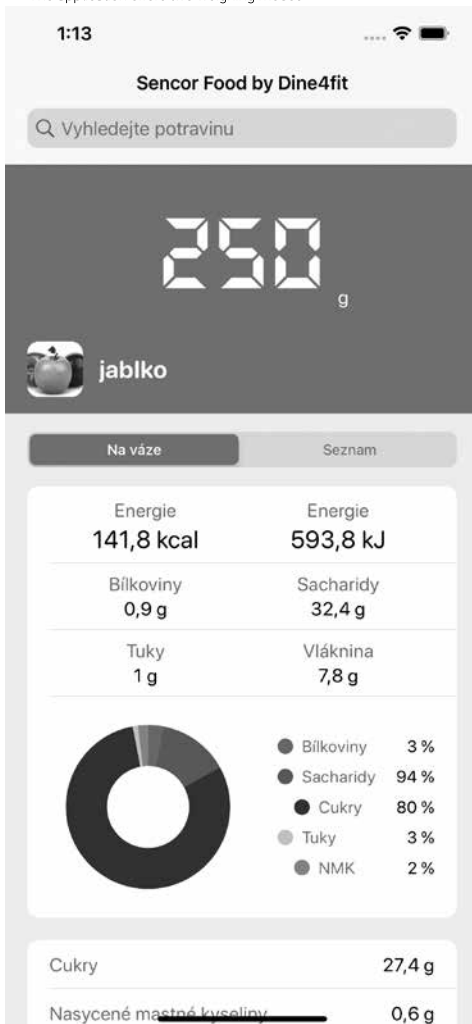 1:13
Sencor Food by Dine4fit
Vyhledejte potravinu
250 g
jablko
Na váze Seznam
Energie Energie
141,8 kcal 593,8 kJ
Bílkoviny Sacharidy
0,9 g 32,4 g
Tuky Vláknina
1 g 7,8 g
Bílkoviny 3 %
Sacharidy 94 %
Cukry 80 %
Tuky 3 %
NMK 2 %
Cukry 27,4 g
Nasycené mastné kyseliny 0,6 g